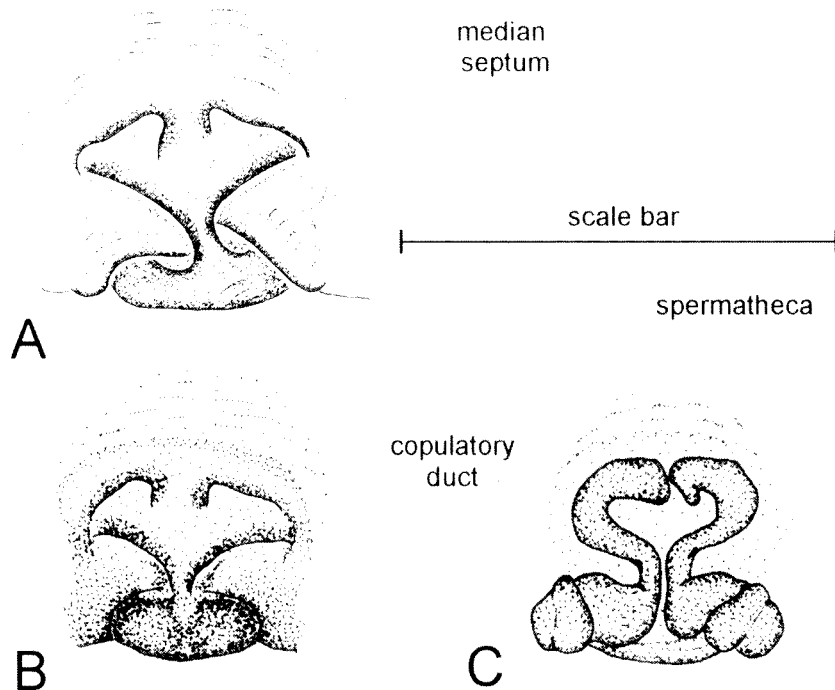 median
septum
scale bar
spermatheca
A
copulatory
duct
B
C